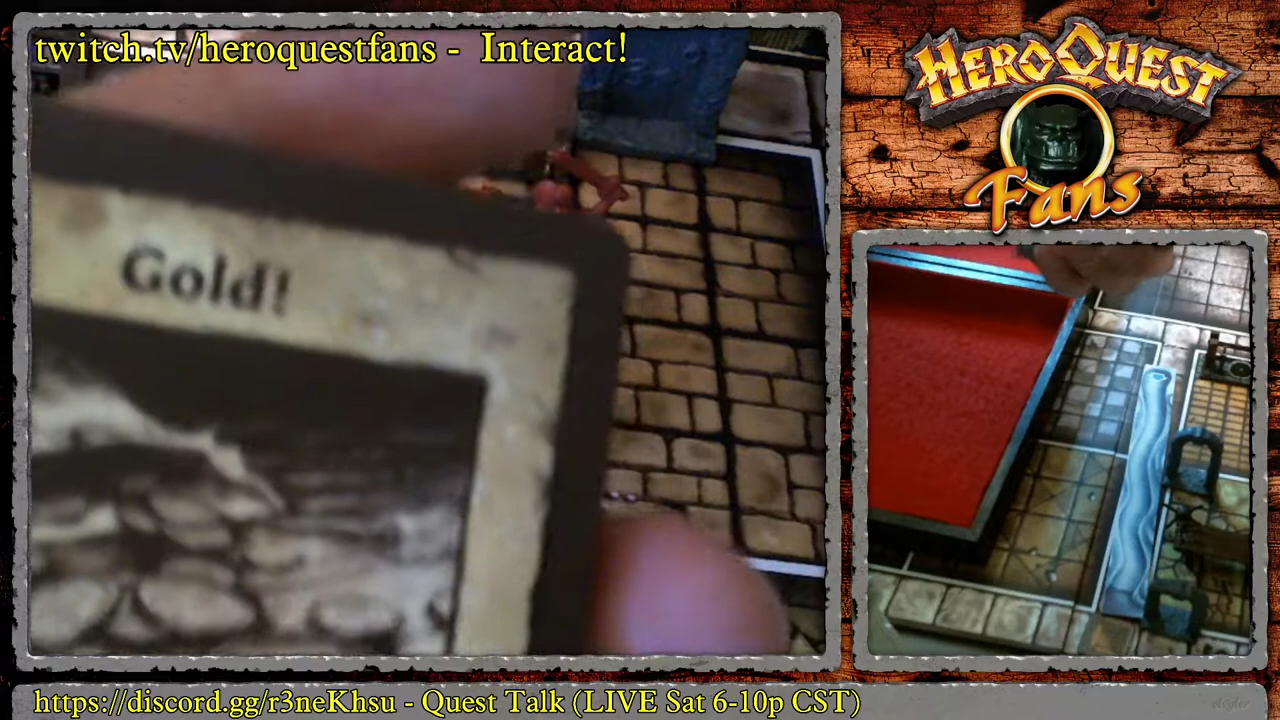 twitch.tv/heroquestfans - Interact!
HEROQUEST
Fans
Gold!
https://discord.gg/r3neKhsu - Quest Talk (LIVE Sat 6-10p CST)